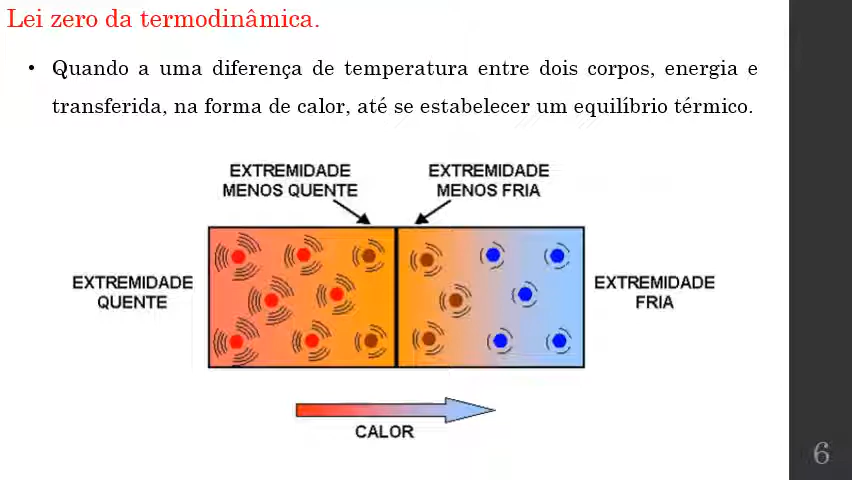 Lei zero da termodinâmica.
• Quando a uma diferença de temperatura entre dois corpos, energia e
transferida, na forma de calor, até se estabelecer um equilíbrio térmico.
EXTREMIDADE
MENOS QUENTE
EXTREMIDADE
MENOS FRIA
EXTREMIDADE
QUENTE
EXTREMIDADE
FRIA
CALOR
6